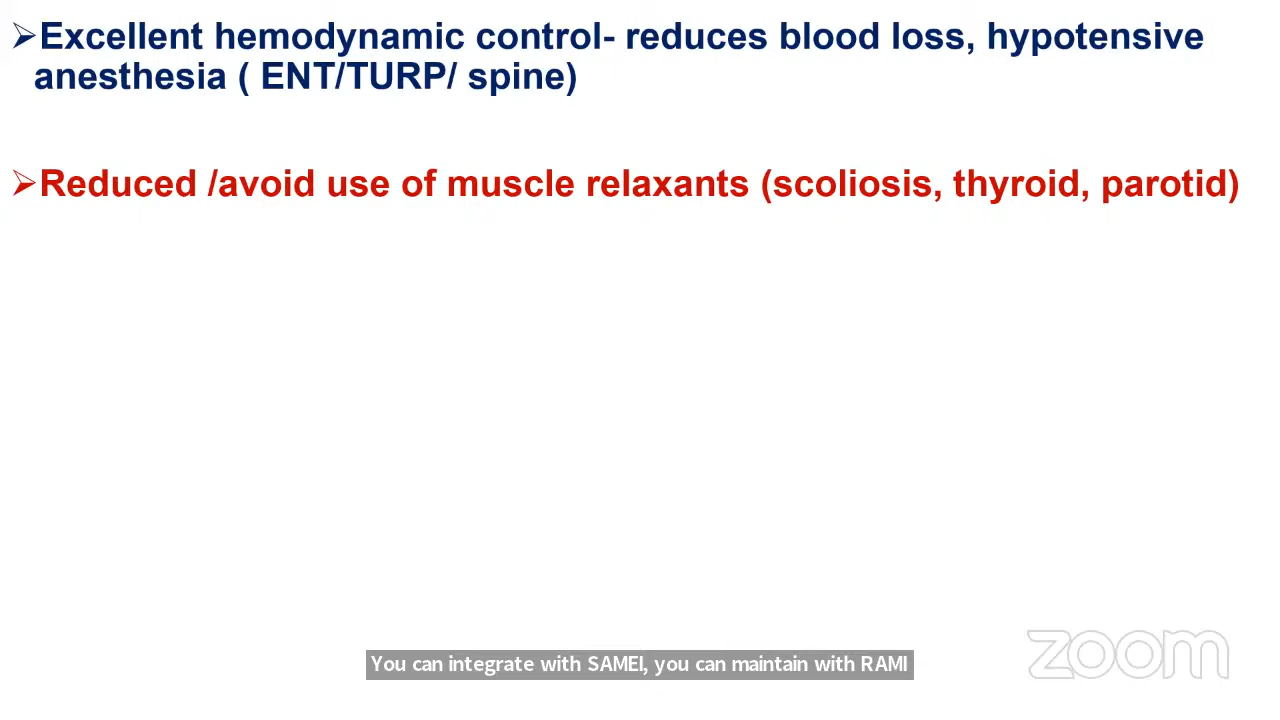 ➢Excellent hemodynamic control- reduces blood loss, hypotensive
anesthesia ( ENT/TURP/ spine)
➢Reduced /avoid use of muscle relaxants (scoliosis, thyroid, parotid)
You can integrate with SAMEI, you can maintain with RAMI
zoom